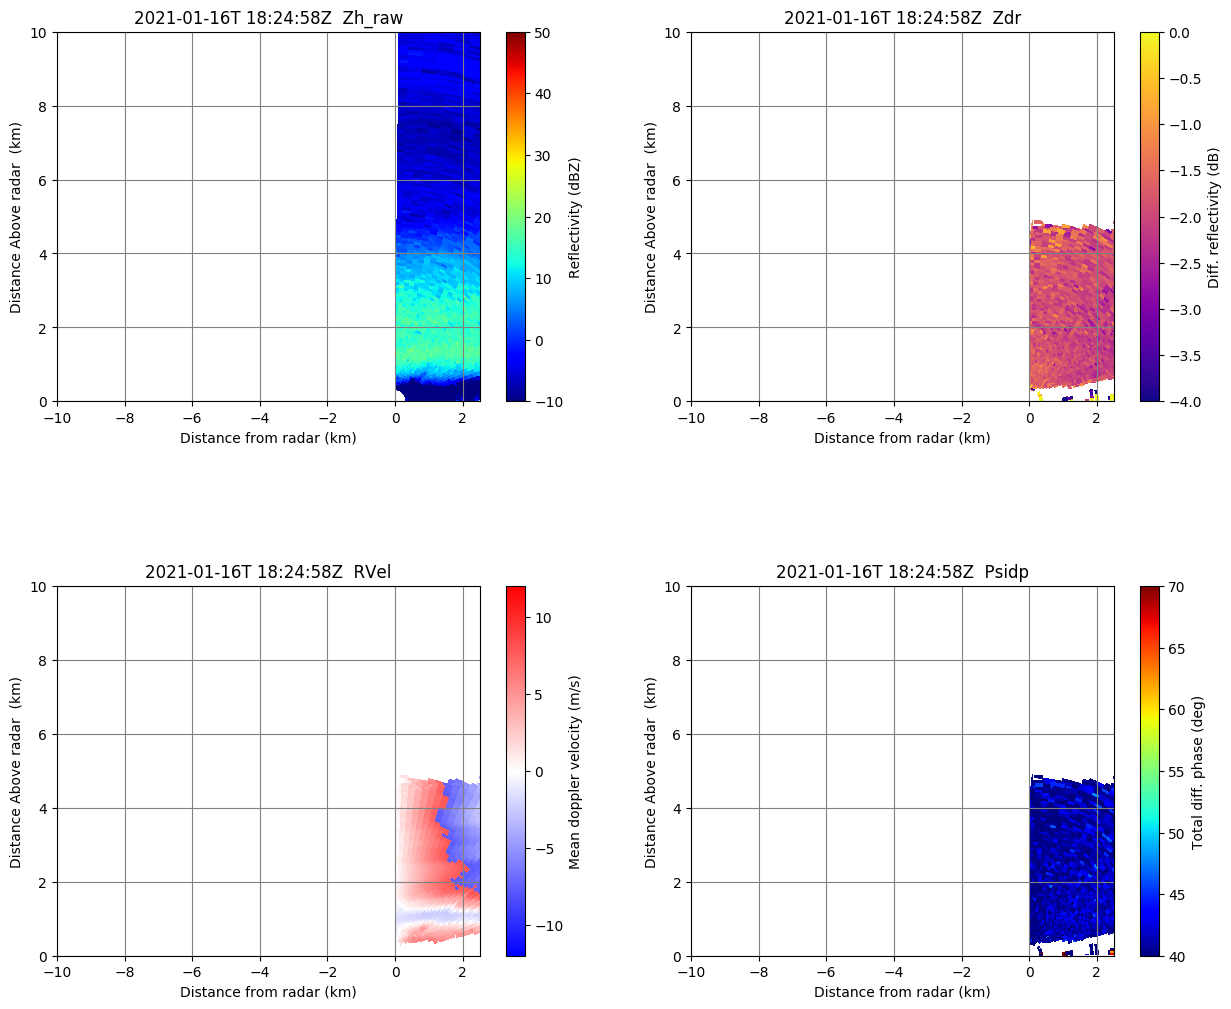 2021-01-16T 18:24:58Z  Zh_raw
10
8
6
4
2
0
Distance Above radar  (km)
−10 −8 −6 −4 −2 0 2
Distance from radar (km)
50
40
30
20
10
0
−10
Reflectivity (dBZ)
2021-01-16T 18:24:58Z  Zdr
10
8
6
4
2
0
Distance Above radar  (km)
−10 −8 −6 −4 −2 0 2
Distance from radar (km)
0.0
−0.5
−1.0
−1.5
−2.0
−2.5
−3.0
−3.5
−4.0
Diff. reflectivity (dB)
2021-01-16T 18:24:58Z  RVel
10
8
6
4
2
0
Distance Above radar  (km)
−10 −8 −6 −4 −2 0 2
Distance from radar (km)
10
5
0
−5
−10
Mean doppler velocity (m/s)
2021-01-16T 18:24:58Z  Psidp
10
8
6
4
2
0
Distance Above radar  (km)
−10 −8 −6 −4 −2 0 2
Distance from radar (km)
70
65
60
55
50
45
40
Total diff. phase (deg)